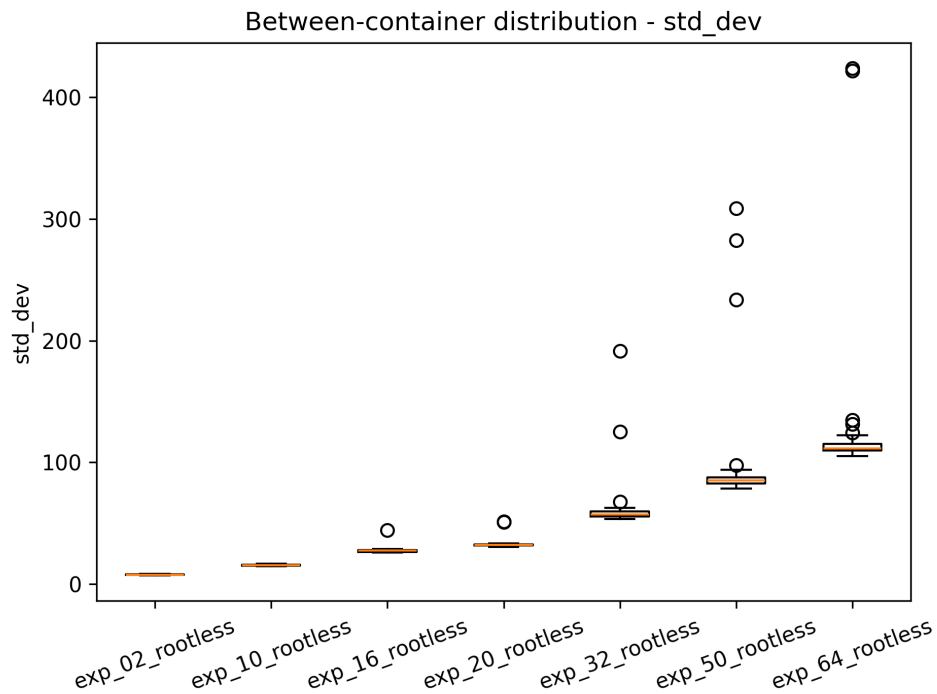 Between-container distribution - std_dev
400
300
200
100
0
std_dev
exp_02_rootless
exp_10_rootless
exp_16_rootless
exp_20_rootless
exp_32_rootless
exp_50_rootless
exp_64_rootless